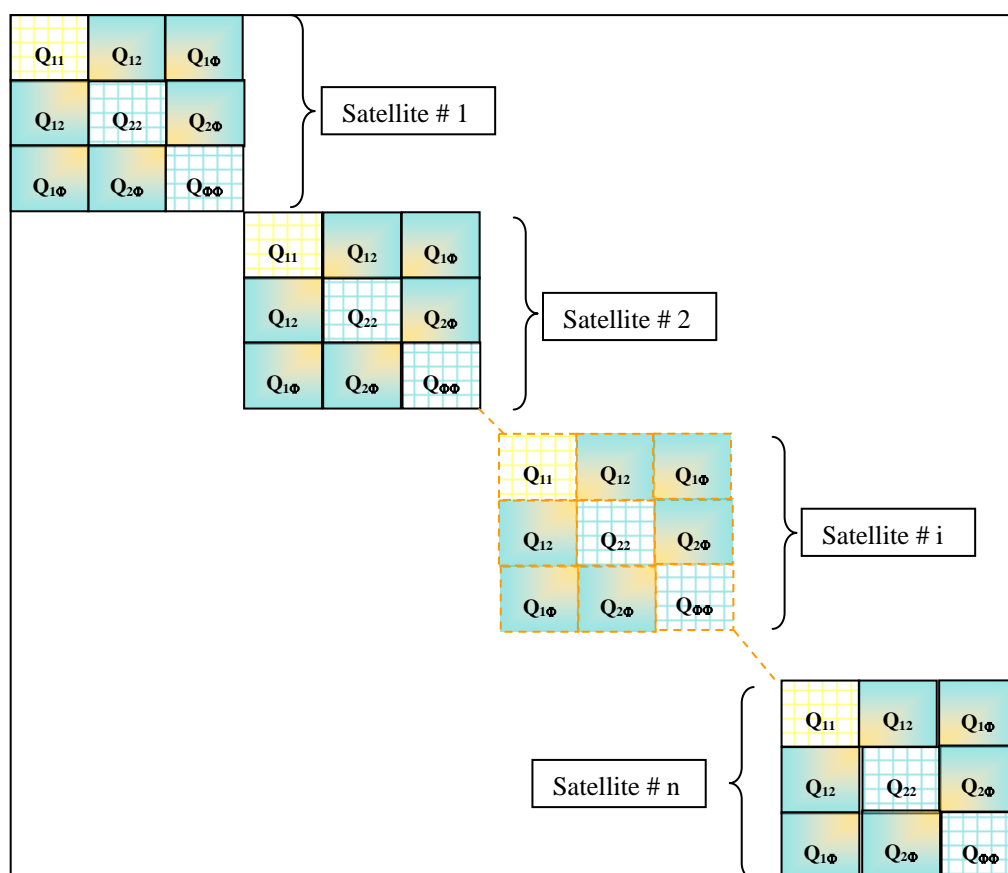 Q₁₁ Q₁₂ Q₁Φ
Satellite # 1
Q₁₂ Q₂₂ Q₂Φ
Q₁Φ Q₂Φ QΦΦ
Q₁₁ Q₁₂ Q₁Φ
Satellite # 2
Q₁₂ Q₂₂ Q₂Φ
Q₁Φ Q₂Φ QΦΦ
Q₁₁ Q₁₂ Q₁Φ
Satellite # i
Q₁₂ Q₂₂ Q₂Φ
Q₁Φ Q₂Φ QΦΦ
Q₁₁ Q₁₂ Q₁Φ
Satellite # n
Q₁₂ Q₂₂ Q₂Φ
Q₁Φ Q₂Φ QΦΦ